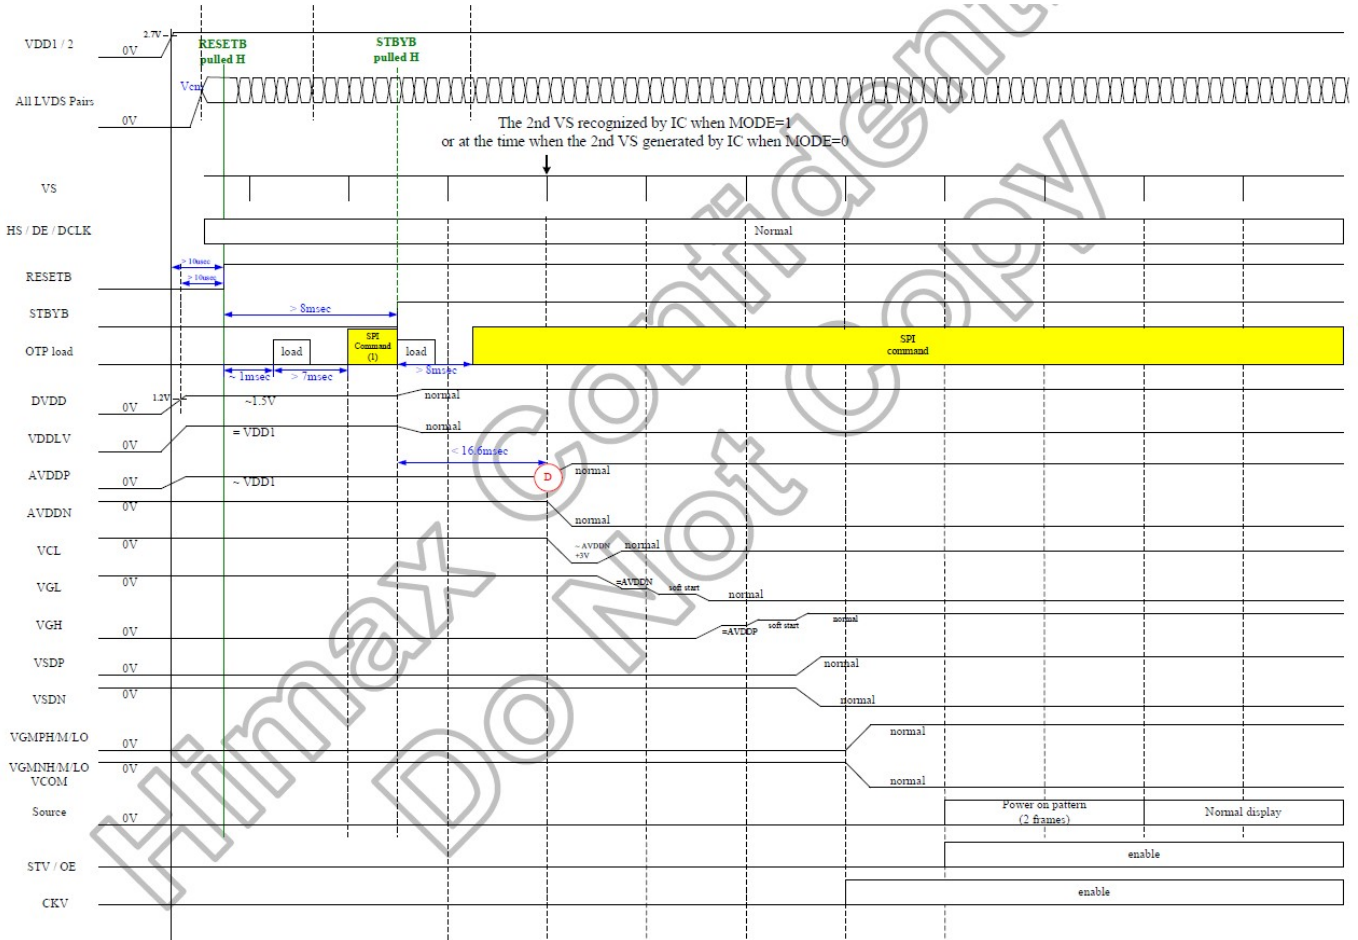 VDD1 / 2
0V
2.7V
RESETB
pulled H
STBYB
pulled H
All LVDS Pairs
0V
Vcm
The 2nd VS recognized by IC when MODE=1
or at the time when the 2nd VS generated by IC when MODE=0
VS
HS / DE / DCLK
Normal
> 10usec
RESETB
> 10usec
STBYB
> 8msec
OTP load
load
SPI
Command
(1)
load
SPI
command
~ 1msec
> 7msec
> 8msec
DVDD
0V
1.2V
~1.5V
normal
VDDLV
0V
= VDD1
normal
< 16.6msec
AVDDP
0V
~ VDD1
D
normal
AVDDN
0V
normal
VCL
0V
~ AVDDN
+3V
normal
VGL
0V
=AVDDN
soft start
normal
VGH
0V
=AVDDP
soft start
normal
VSDP
0V
normal
VSDN
0V
normal
VGMPH/M/LO
0V
normal
VGMNH/M/LO
VCOM
0V
normal
Source
0V
Power on pattern
(2 frames)
Normal display
STV / OE
enable
CKV
enable
Himax Confident
Do Not Copy